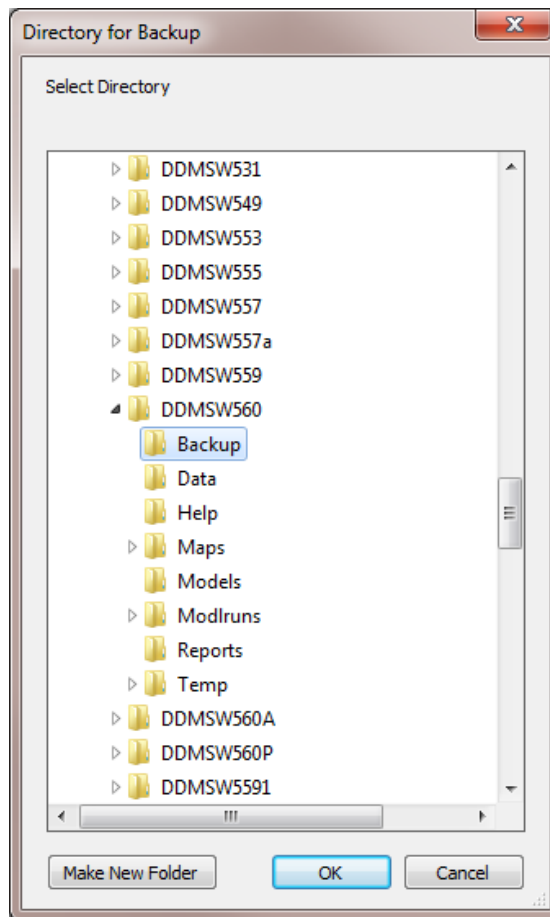 Directory for Backup
Select Directory
DDMSW531
DDMSW549
DDMSW553
DDMSW555
DDMSW557
DDMSW557a
DDMSW559
DDMSW560
Backup
Data
Help
Maps
Models
Modlruns
Reports
Temp
DDMSW560A
DDMSW560P
DDMSW5591
Make New Folder OK Cancel